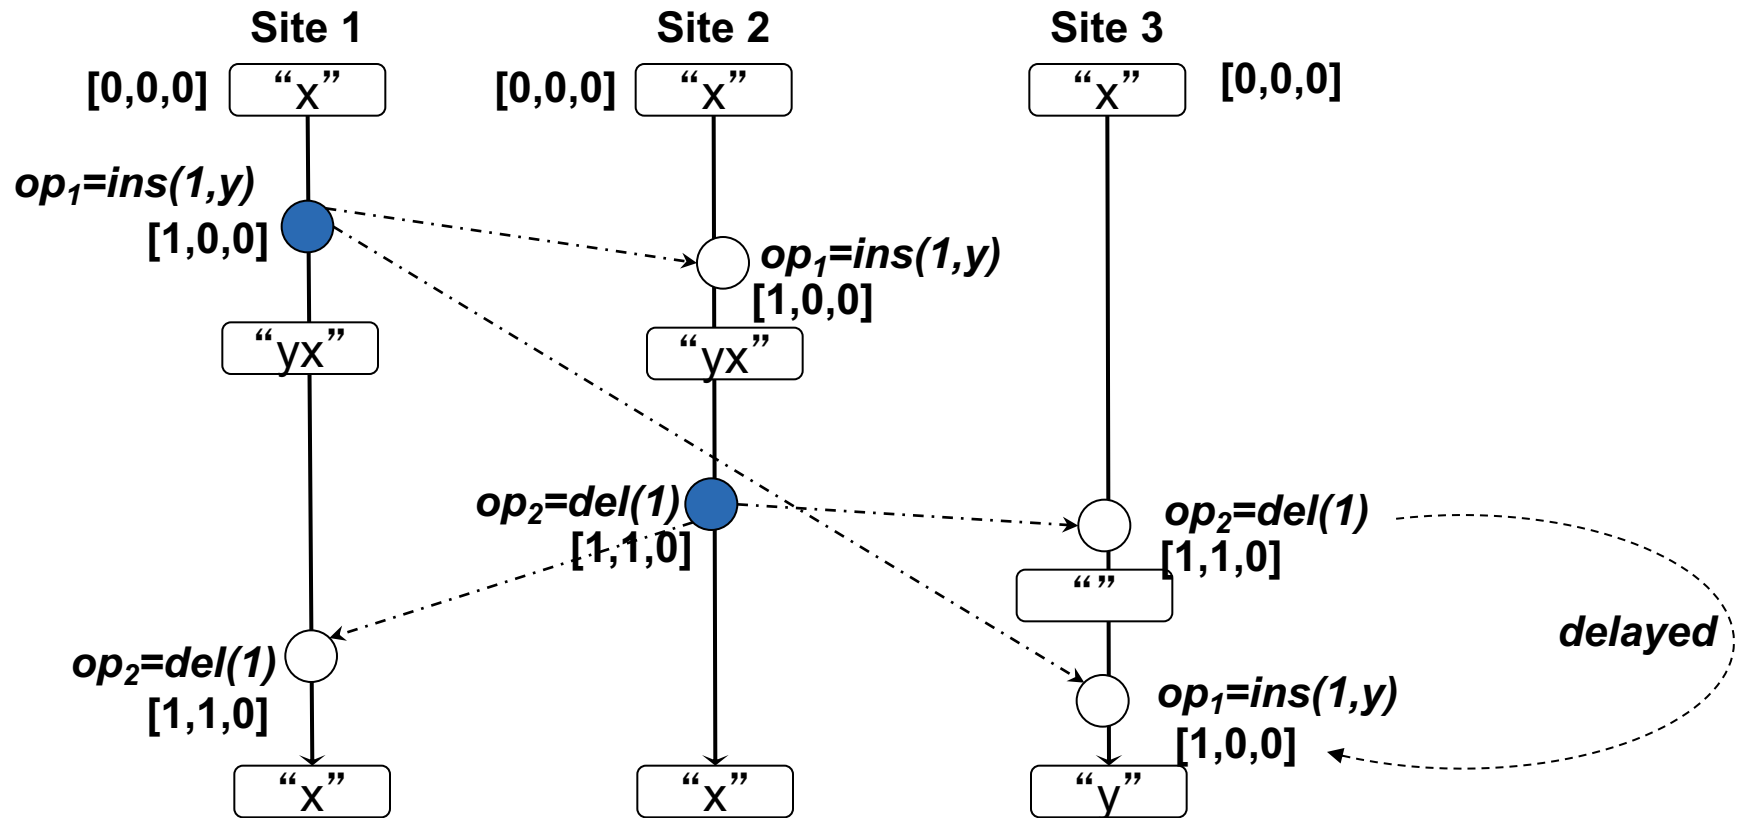 Site 1
Site 2
Site 3
[0,0,0]
“x”
[0,0,0]
“x”
“x”
[0,0,0]
op1=ins(1,y)
[1,0,0]
op1=ins(1,y)
[1,0,0]
“yx”
“yx”
op2=del(1)
[1,1,0]
op2=del(1)
[1,1,0]
“”
delayed
op2=del(1)
[1,1,0]
op1=ins(1,y)
[1,0,0]
“x”
“x”
“y”